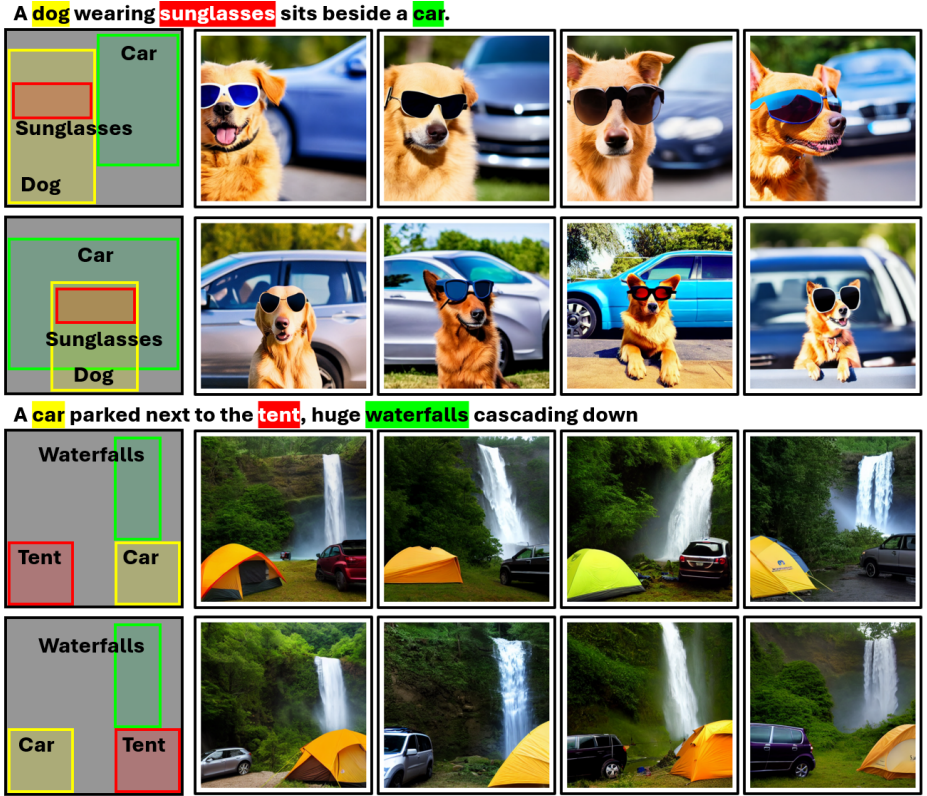 A dog wearing sunglasses sits beside a car.
Car
Sunglasses
Dog
Car
Sunglasses
Dog
A car parked next to the tent, huge waterfalls cascading down
Waterfalls
Tent
Car
Waterfalls
Car
Tent